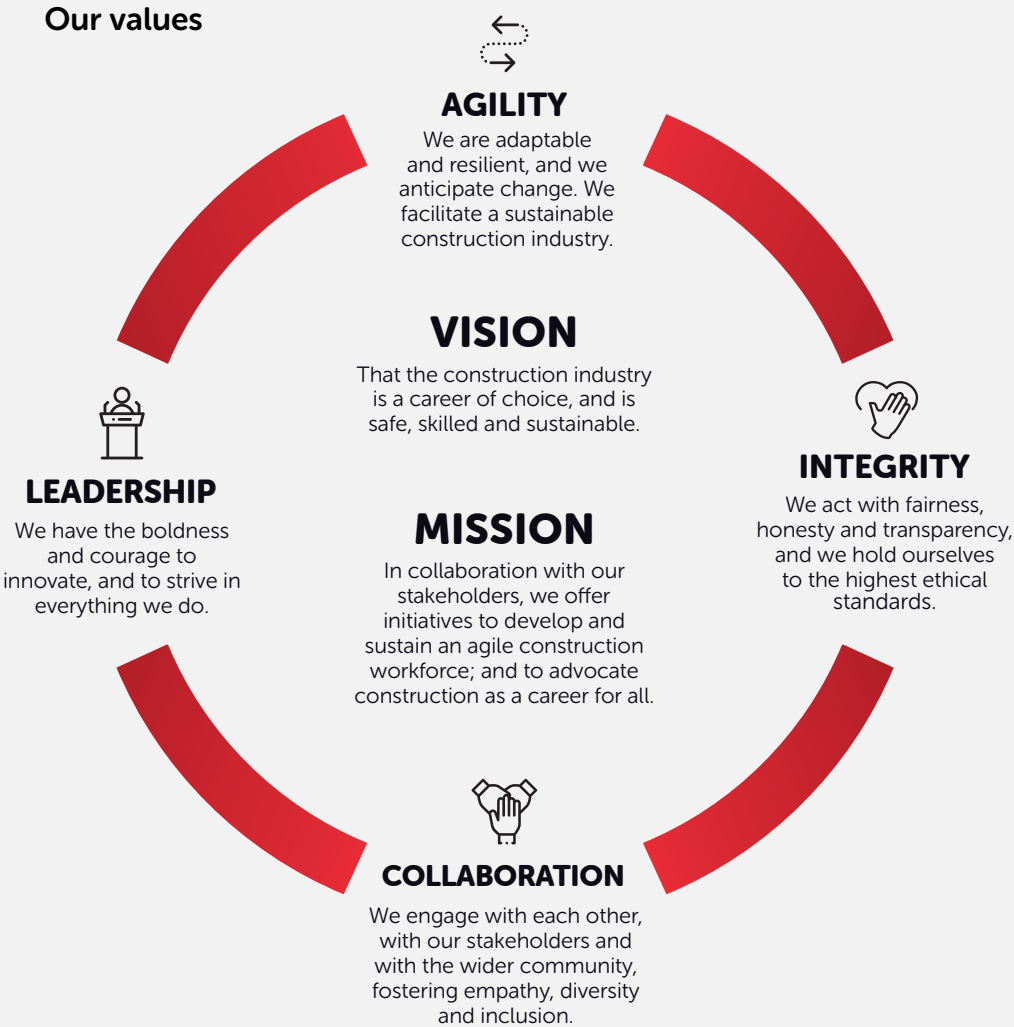 Our values
AGILITY
We are adaptable
and resilient, and we
anticipate change. We
facilitate a sustainable
construction industry.
VISION
That the construction industry
is a career of choice, and is
safe, skilled and sustainable.
LEADERSHIP
We have the boldness
and courage to
innovate, and to strive in
everything we do.
MISSION
In collaboration with our
stakeholders, we offer
initiatives to develop and
sustain an agile construction
workforce; and to advocate
construction as a career for all.
INTEGRITY
We act with fairness,
honesty and transparency,
and we hold ourselves
to the highest ethical
standards.
COLLABORATION
We engage with each other,
with our stakeholders and
with the wider community,
fostering empathy, diversity
and inclusion.